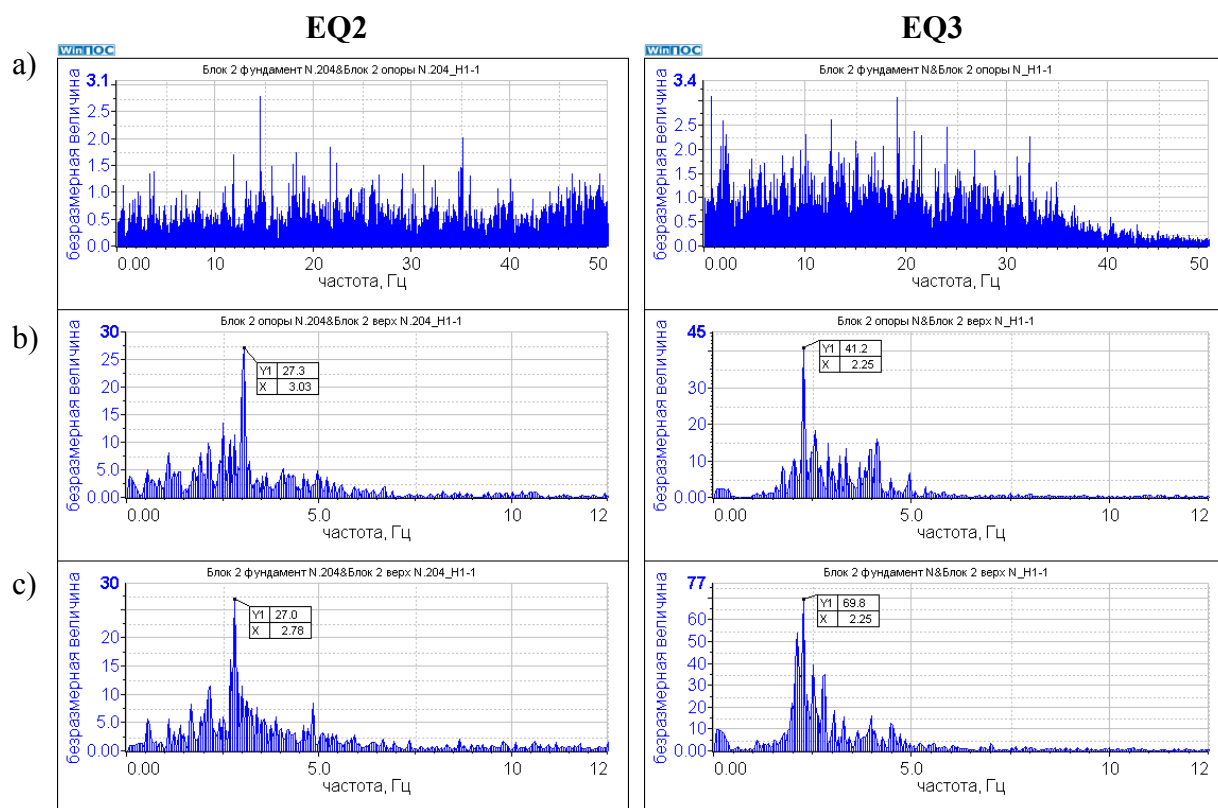 EQ2
EQ3
a)
WinПОС
Блок 2 фундамент N.204&Блок 2 опоры N.204_H1-1
безразмерная величина
3.1
2.5
2.0
1.5
1.0
0.5
0.0
0.00 10 20 30 40 50
частота, Гц
WinПОС
Блок 2 фундамент N&Блок 2 опоры N_H1-1
безразмерная величина
3.4
2.5
2.0
1.5
1.0
0.5
0.0
0.00 10 20 30 40 50
частота, Гц
b)
Блок 2 опоры N.204&Блок 2 верх N.204_H1-1
безразмерная величина
30
25
20
15
10
5.0
0.00
Y1 27.3
X 3.03
0.00 5.0 10 12
частота, Гц
Блок 2 опоры N&Блок 2 верх N_H1-1
безразмерная величина
45
30
20
10
0.00
Y1 41.2
X 2.25
0.00 5.0 10 12
частота, Гц
c)
Блок 2 фундамент N.204&Блок 2 верх N.204_H1-1
безразмерная величина
30
20
15
10
5.0
0.00
Y1 27.0
X 2.78
0.00 5.0 10 12
частота, Гц
Блок 2 фундамент N&Блок 2 верх N_H1-1
безразмерная величина
77
60
50
40
30
20
10
0.00
Y1 69.8
X 2.25
0.00 5.0 10 12
частота, Гц